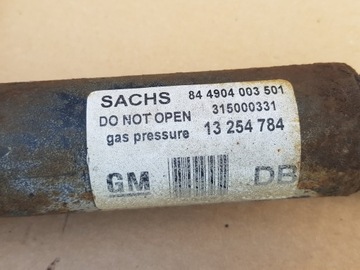 SACHS 84 4904 003 501
DO NOT OPEN 315000331
gas pressure 13 254 784
GM DB